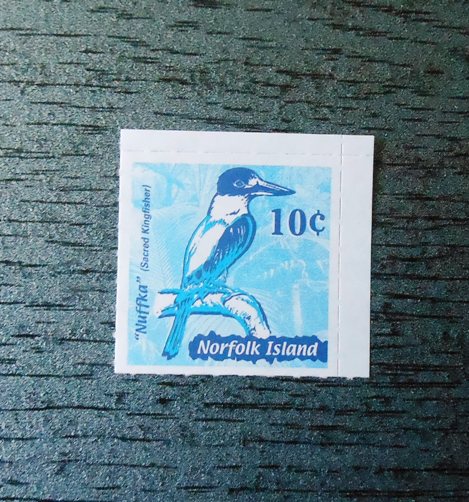 10¢
"Nuffka"
(Sacred Kingfisher)
Norfolk Island